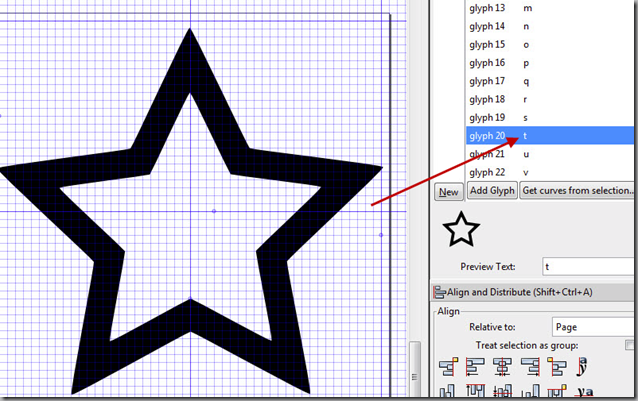 glyph 13 m
glyph 14 n
glyph 15 o
glyph 16 p
glyph 17 q
glyph 18 r
glyph 19 s
glyph 20 t
glyph 21 u
glyph 22 v
New Add Glyph Get curves from selection...
Preview Text: t
Align and Distribute (Shift+Ctrl+A)
Align
Relative to: Page
Treat selection as group: